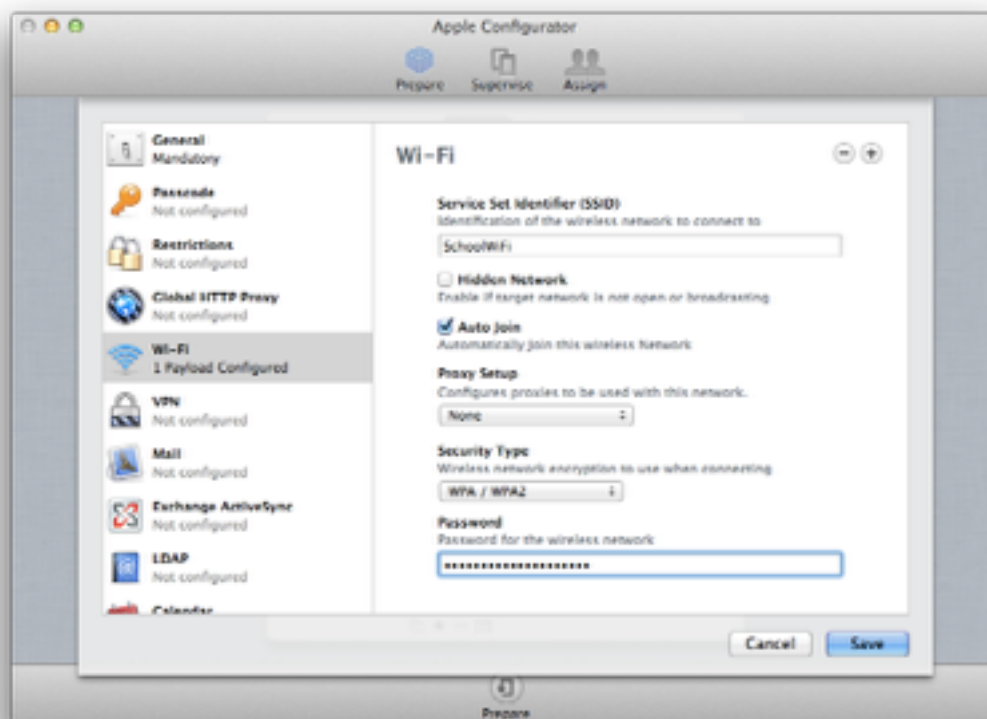 Apple Configurator
Prepare Supervise Assign
General
Mandatory
Passcode
Not configured
Restrictions
Not configured
Global HTTP Proxy
Not configured
Wi-Fi
1 Payload Configured
VPN
Not configured
Mail
Not configured
Exchange ActiveSync
Not configured
LDAP
Not configured
Calendar
Wi-Fi
Service Set Identifier (SSID)
Identification of the wireless network to connect to
SchoolWiFi
Hidden Network
Enable if target network is not open or broadcasting
Auto Join
Automatically join this wireless Network
Proxy Setup
Configures proxies to be used with this network.
None
Security Type
Wireless network encryption to use when connecting
WPA / WPA2
Password
Password for the wireless network
Cancel Save
Prepare